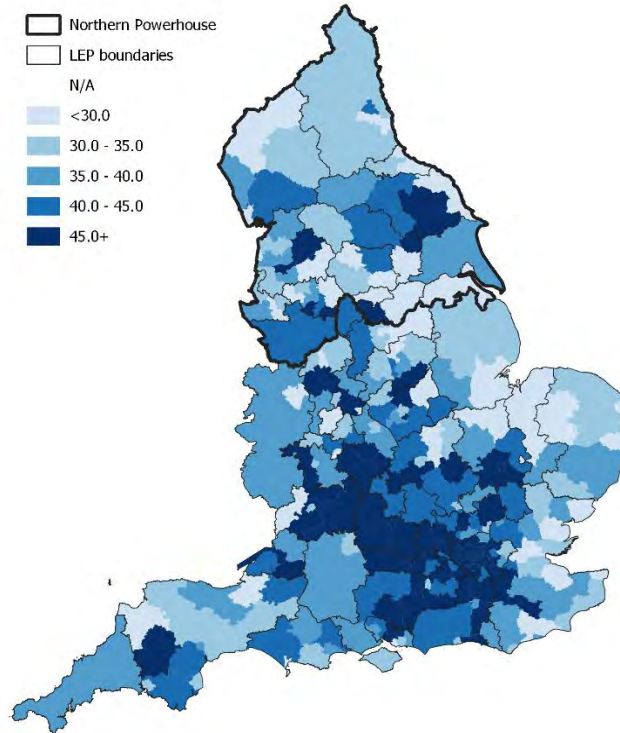 Northern Powerhouse
LEP boundaries
N/A
<30.0
30.0 - 35.0
35.0 - 40.0
40.0 - 45.0
45.0+